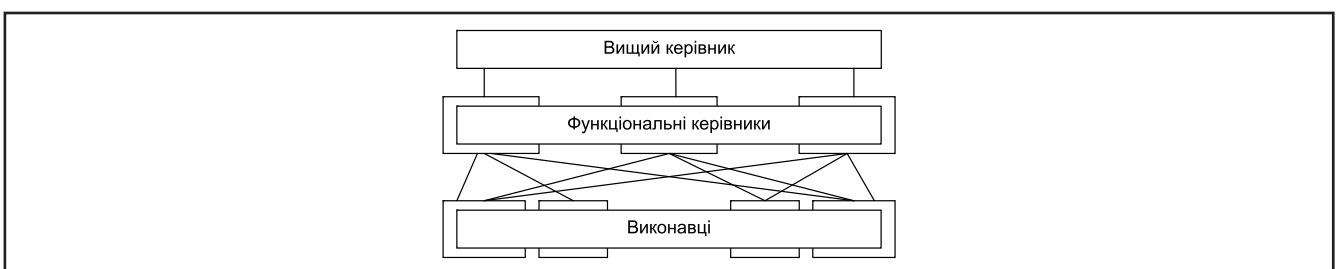 Вищий керівник
Функціональні керівники
Виконавці